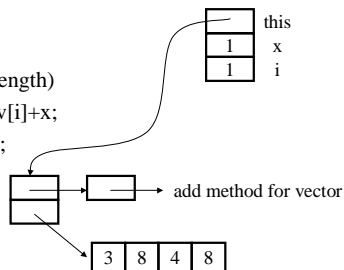 this
1 x
1 i
ength)
v[i]+x;
;
add method for vector
3 8 4 8